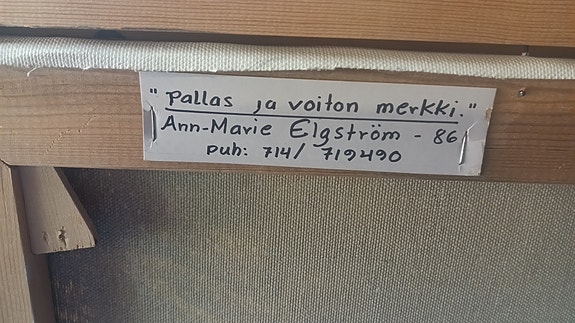 "Pallas ja voiton merkki."
Ann-Marie Elgström - 86
puh: 714/ 719490